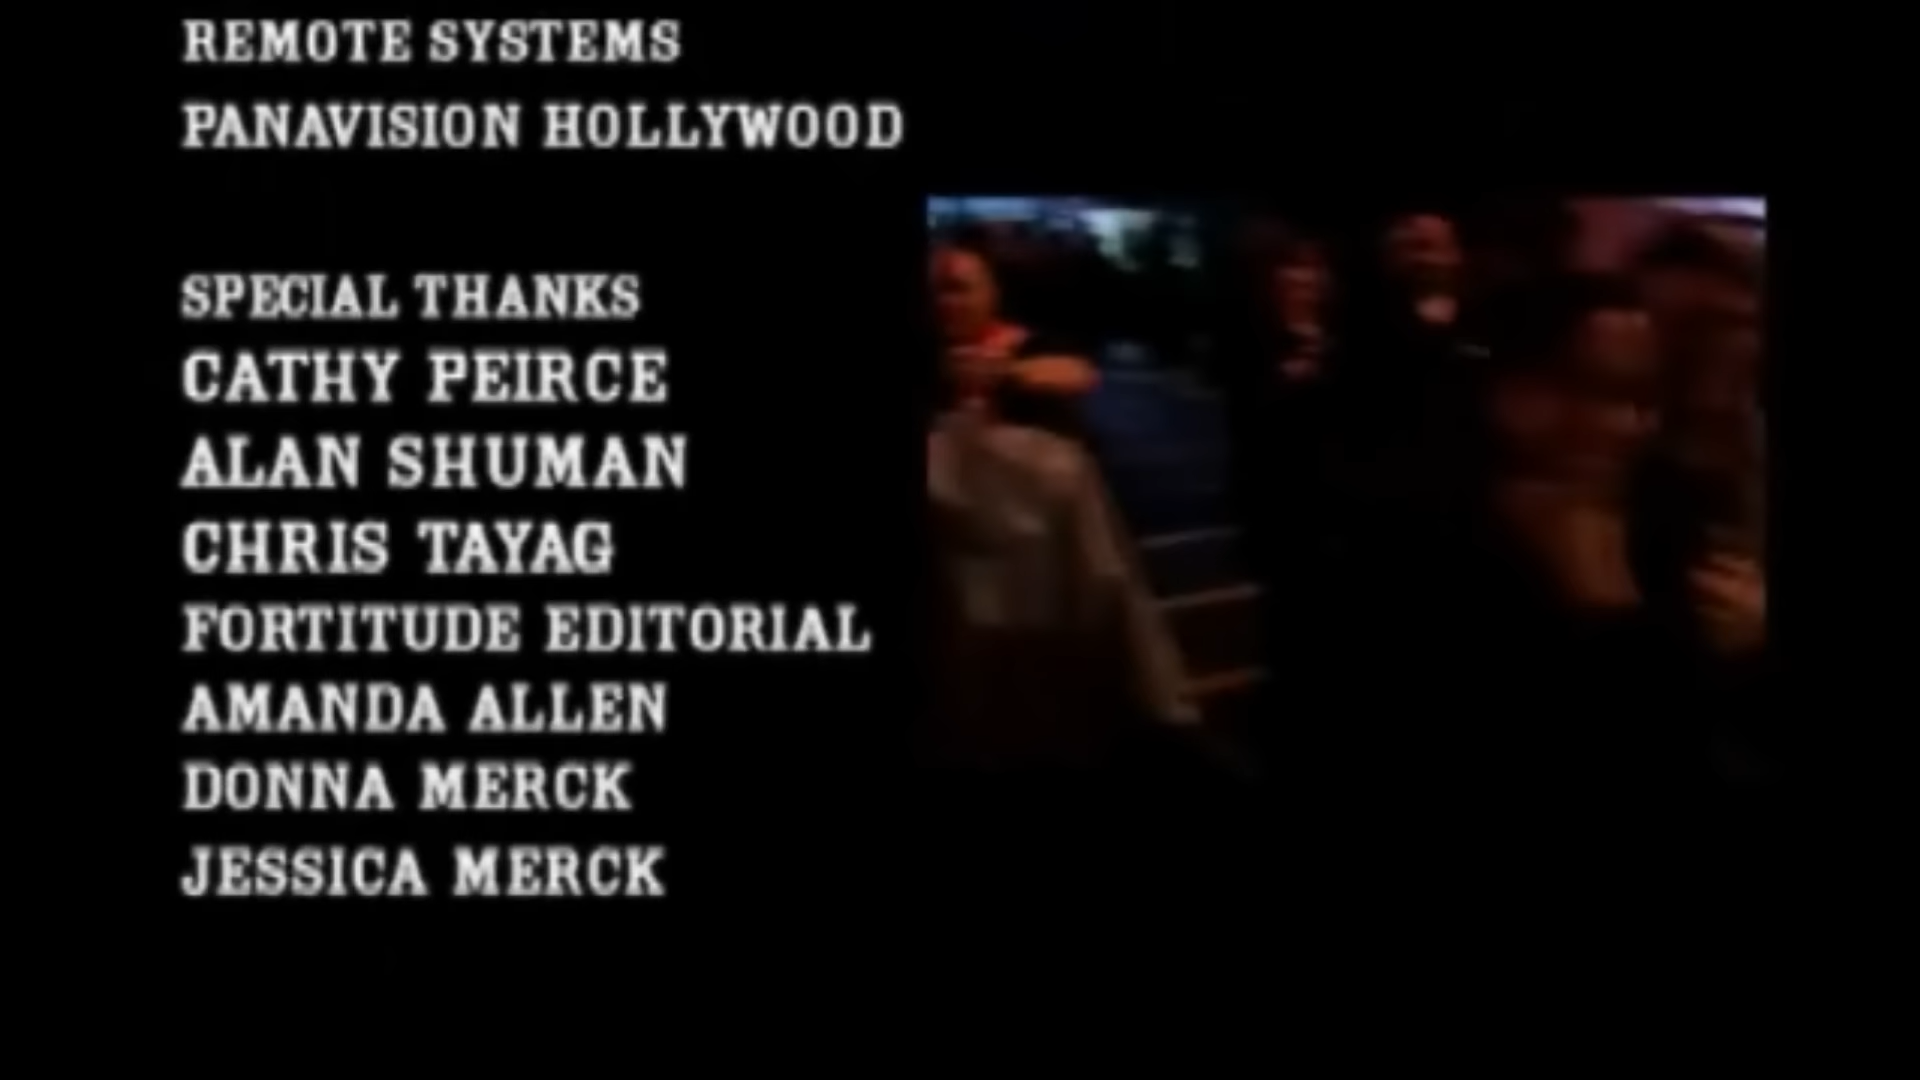 REMOTE SYSTEMS
PANAVISION HOLLYWOOD
SPECIAL THANKS
CATHY PEIRCE
ALAN SHUMAN
CHRIS TAYAG
FORTITUDE EDITORIAL
AMANDA ALLEN
DONNA MERCK
JESSICA MERCK